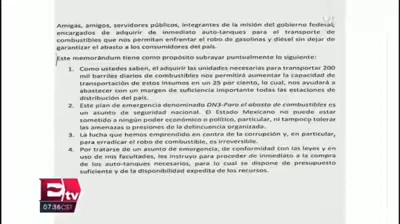 Amigas, amigos, servidores públicos, integrantes de la misión del gobierno federal,
encargados de adquirir de inmediato auto-tanques para el transporte de
combustibles que nos permitan enfrentar el robo de gasolinas y diésel sin dejar de
garantizar el abasto a los consumidores del país.
Este memorándum tiene como propósito subrayar puntualmente lo siguiente:
1. Como ustedes saben, el adquirir las unidades necesarias para transportar 200
mil barriles diarios de combustibles nos permitirá aumentar la capacidad de
transportación de estos insumos en un 25 por ciento, lo cual, nos ayudará a
abastecer con un margen de suficiencia importante todas las estaciones de
distribución del país.
2. Este plan de emergencia denominado DN3-Para el abasto de combustibles es
un asunto de seguridad nacional. El Estado Mexicano no puede estar
sometido a ningún poder económico o político, particular, ni tampoco tolerar
las amenazas o presiones de la delincuencia organizada.
3. La lucha que hemos emprendido en contra de la corrupción y, en particular,
para erradicar el robo de combustible, es irreversible.
4. Por tratarse de un asunto de emergencia, de conformidad con las leyes y en
uso de mis facultades, les instruyo para proceder de inmediato a la compra
de los auto-tanques necesarios, para lo cual se dispone de presupuesto
suficiente y de la disponibilidad expedita de los recursos.
tv
07:36